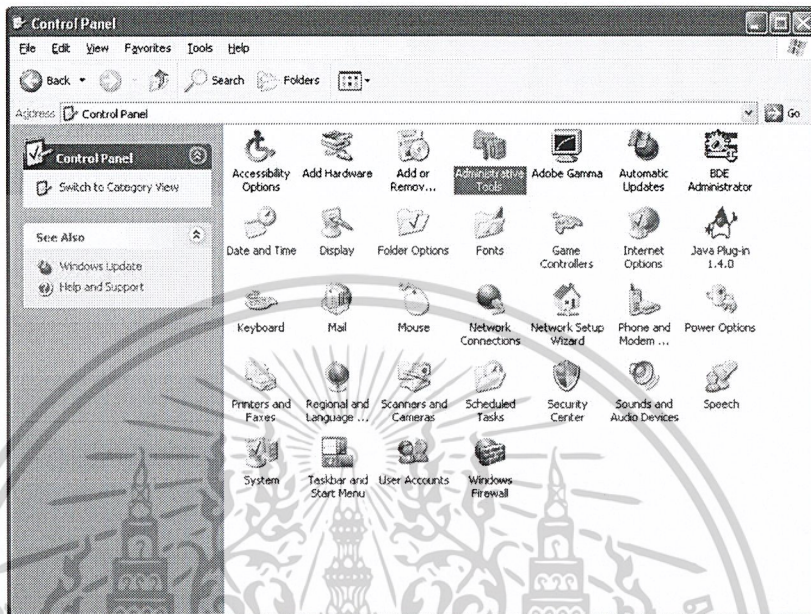 Control Panel
File Edit View Favorites Tools Help
Back Search Folders
Address Control Panel Go
Control Panel
Switch to Category View
See Also
Windows Update
Help and Support
Accessibility Options
Add Hardware
Add or Remov...
Administrative Tools
Adobe Gamma
Automatic Updates
BDE Administrator
Date and Time
Display
Folder Options
Fonts
Game Controllers
Internet Options
Java Plug-in 1.4.0
Keyboard
Mail
Mouse
Network Connections
Network Setup Wizard
Phone and Modem ...
Power Options
Printers and Faxes
Regional and Language ...
Scanners and Cameras
Scheduled Tasks
Security Center
Sounds and Audio Devices
Speech
System
Taskbar and Start Menu
User Accounts
Windows Firewall